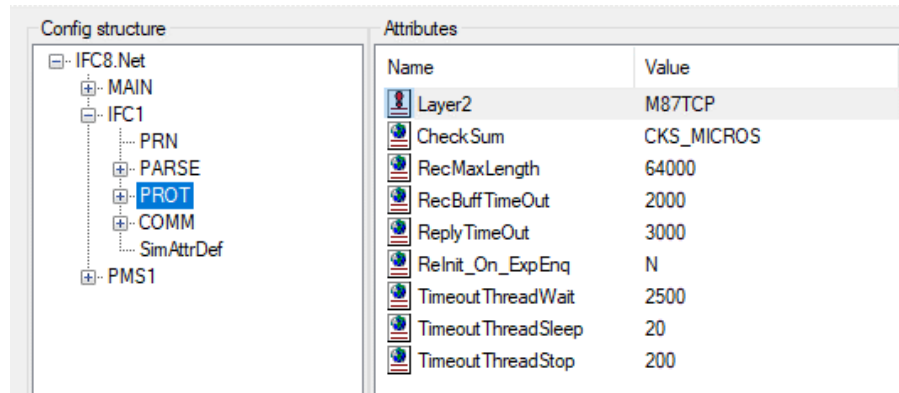 Config structure
IFC8.Net
MAIN
IFC1
PRN
PARSE
PROT
COMM
SimAttrDef
PMS1
Attributes
Name Value
Layer2 M87TCP
CheckSum CKS_MICROS
RecMaxLength 64000
RecBuffTimeOut 2000
ReplyTimeOut 3000
ReInit_On_ExpEnq N
TimeoutThreadWait 2500
TimeoutThreadSleep 20
TimeoutThreadStop 200